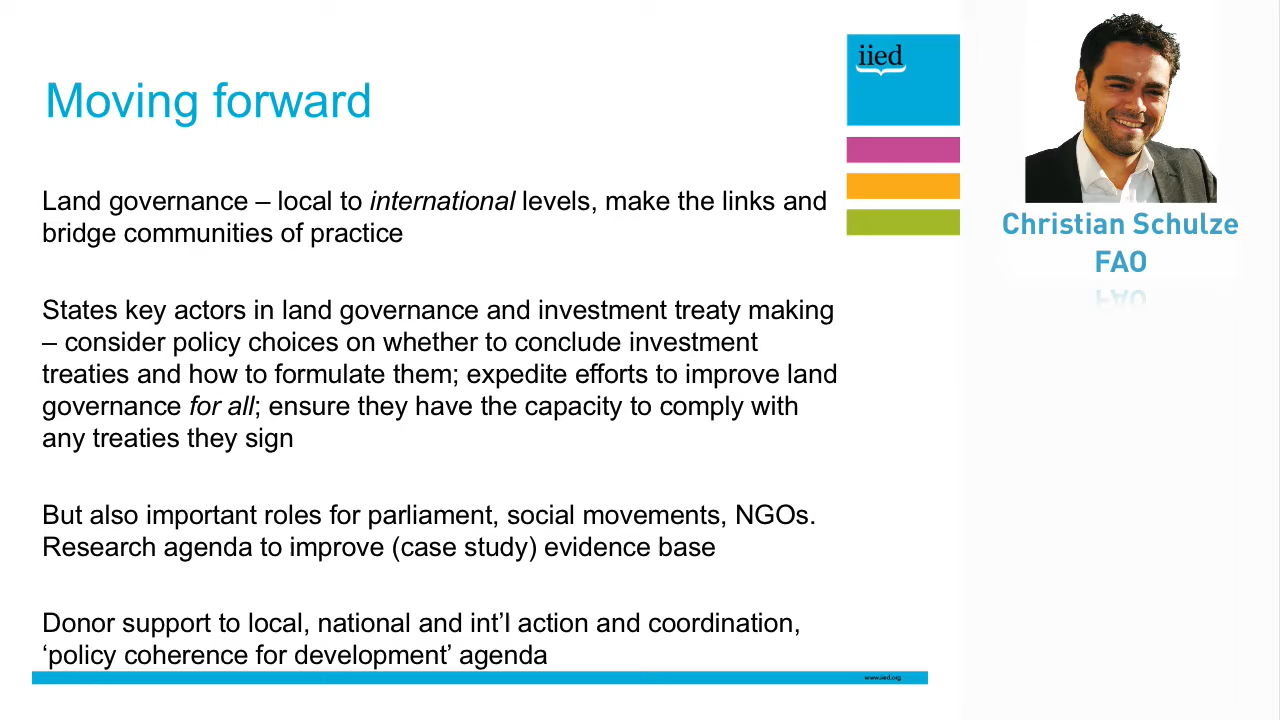 Moving forward
Land governance – local to international levels, make the links and
bridge communities of practice
States key actors in land governance and investment treaty making
– consider policy choices on whether to conclude investment
treaties and how to formulate them; expedite efforts to improve land
governance for all; ensure they have the capacity to comply with
any treaties they sign
But also important roles for parliament, social movements, NGOs.
Research agenda to improve (case study) evidence base
Donor support to local, national and int’l action and coordination,
‘policy coherence for development’ agenda
www.iied.org
iied
Christian Schulze
FAO